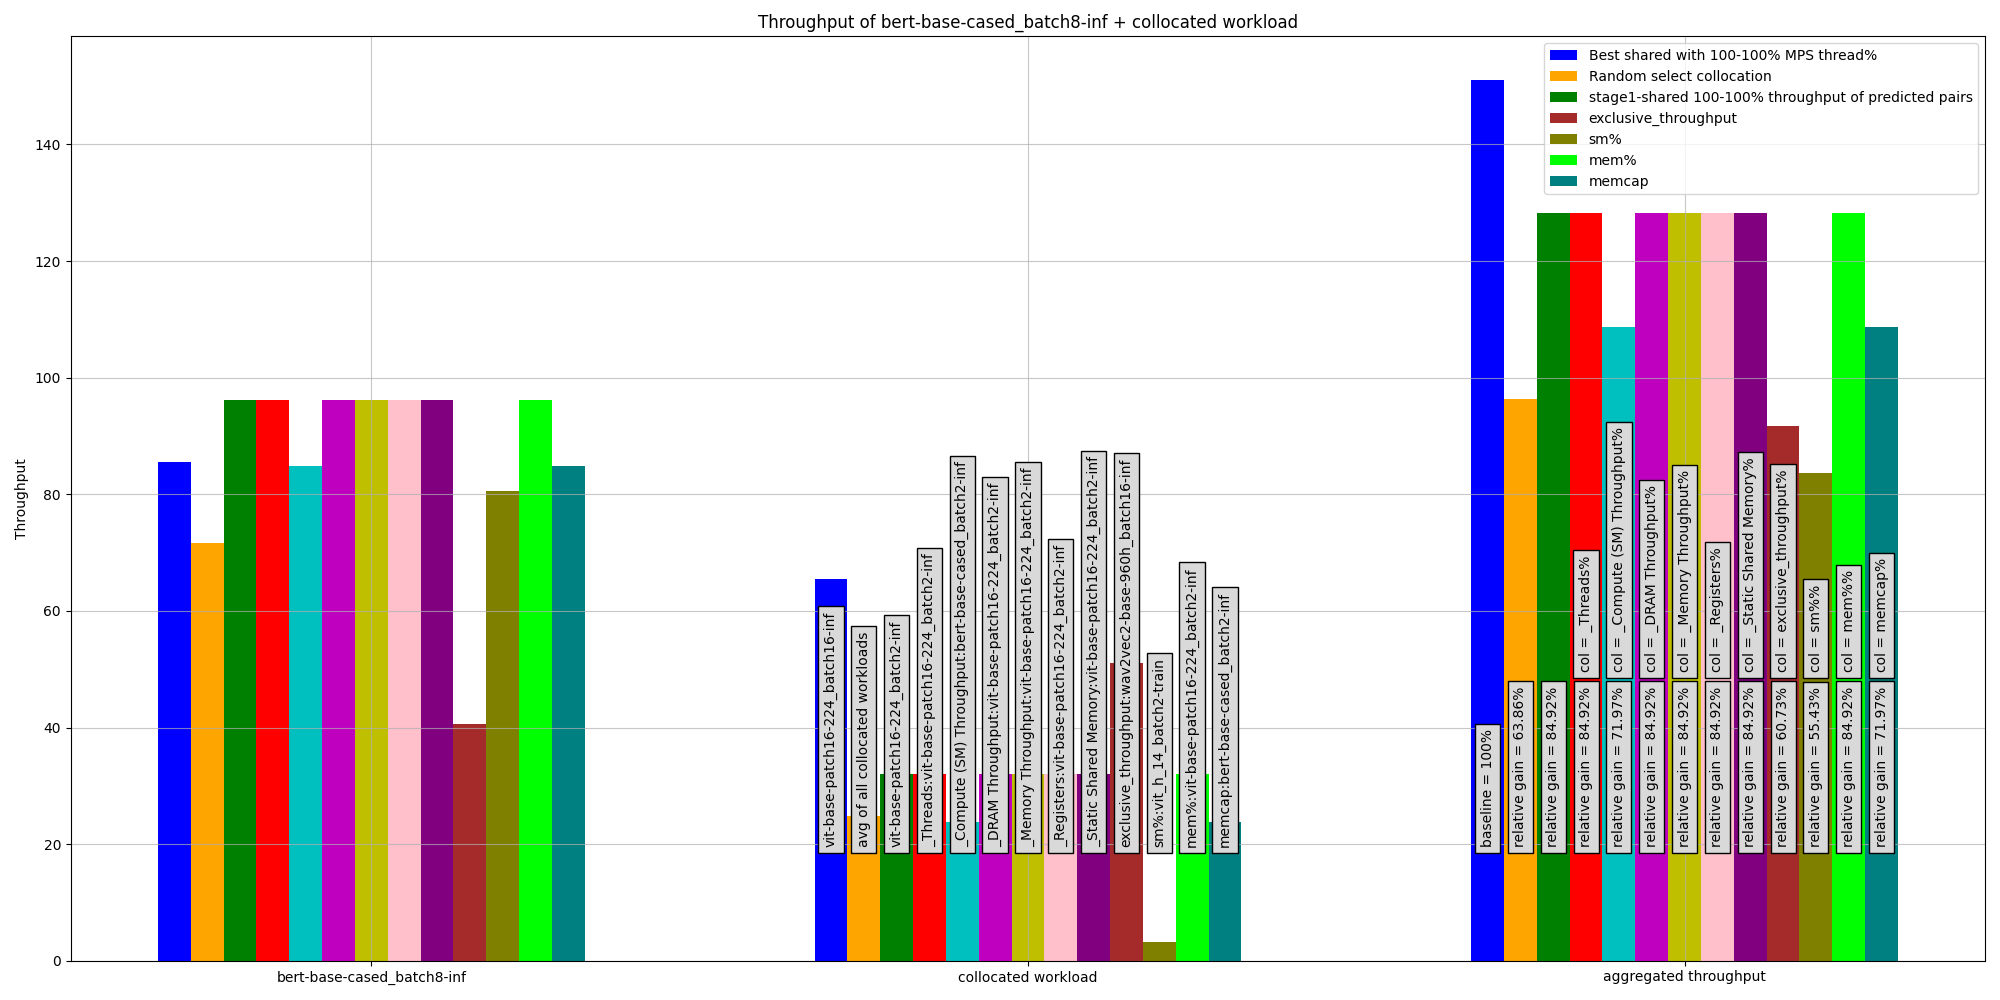 Throughput of bert-base-cased_batch8-inf + collocated workload
Best shared with 100-100% MPS thread%
Random select collocation
stage1-shared 100-100% throughput of predicted pairs
exclusive_throughput
sm%
mem%
memcap
Throughput
140
120
100
80
60
40
20
0
vit-base-patch16-224_batch16-inf
avg of all collocated workloads
vit-base-patch16-224_batch2-inf
_Threads:vit-base-patch16-224_batch2-inf
_Compute (SM) Throughput:bert-base-cased_batch2-inf
_DRAM Throughput:vit-base-patch16-224_batch2-inf
_Memory Throughput:vit-base-patch16-224_batch2-inf
_Registers:vit-base-patch16-224_batch2-inf
_Static Shared Memory:vit-base-patch16-224_batch2-inf
exclusive_throughput:wav2vec2-base-960h_batch16-inf
sm%:vit_h_14_batch2-train
mem%:vit-base-patch16-224_batch2-inf
memcap:bert-base-cased_batch2-inf
baseline = 100%
relative gain = 63.86%
relative gain = 84.92%
relative gain = 84.92%
col = _Threads%
relative gain = 71.97%
col = _Compute (SM) Throughput%
relative gain = 84.92%
col = _DRAM Throughput%
relative gain = 84.92%
col = _Memory Throughput%
relative gain = 84.92%
col = _Registers%
relative gain = 84.92%
col = _Static Shared Memory%
relative gain = 60.73%
col = exclusive_throughput%
relative gain = 55.43%
col = sm%%
relative gain = 84.92%
col = mem%%
relative gain = 71.97%
col = memcap%
bert-base-cased_batch8-inf
collocated workload
aggregated throughput